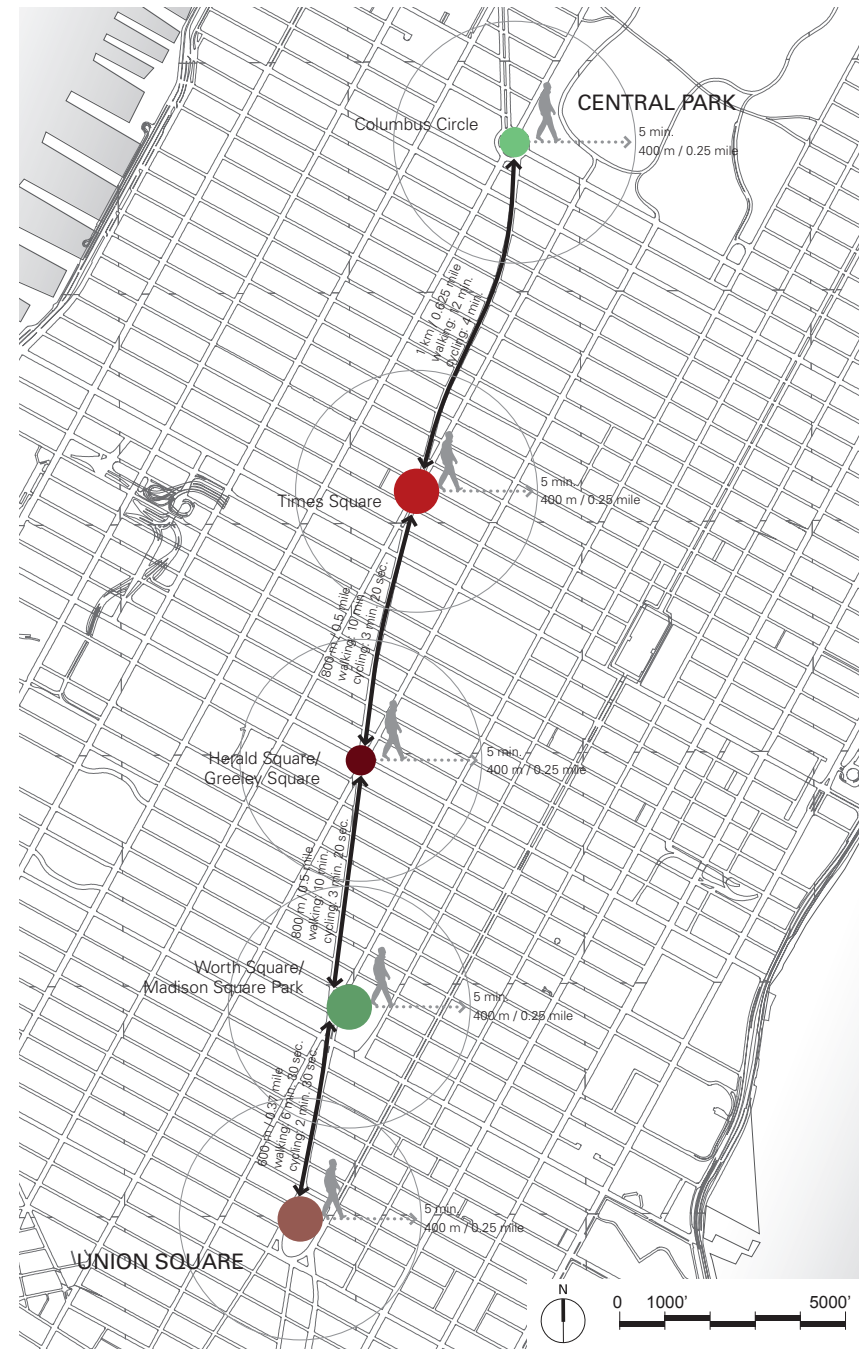 CENTRAL PARK
Columbus Circle
5 min.
400 m / 0.25 mile
1 km / 0.625 mile
walking: 12 min.
cycling: 4 min.
Times Square
5 min.
400 m / 0.25 mile
800 m / 0.5 mile
walking: 10 min.
cycling: 3 min. 20 sec.
Herald Square/
Greeley Square
5 min.
400 m / 0.25 mile
800 m / 0.5 mile
walking: 10 min.
cycling: 3 min. 20 sec.
Worth Square/
Madison Square Park
5 min.
400 m / 0.25 mile
600 m / 0.37 mile
walking: 6 min. 30 sec.
cycling: 2 min. 30 sec.
5 min.
400 m / 0.25 mile
UNION SQUARE
N
0 1000' 5000'